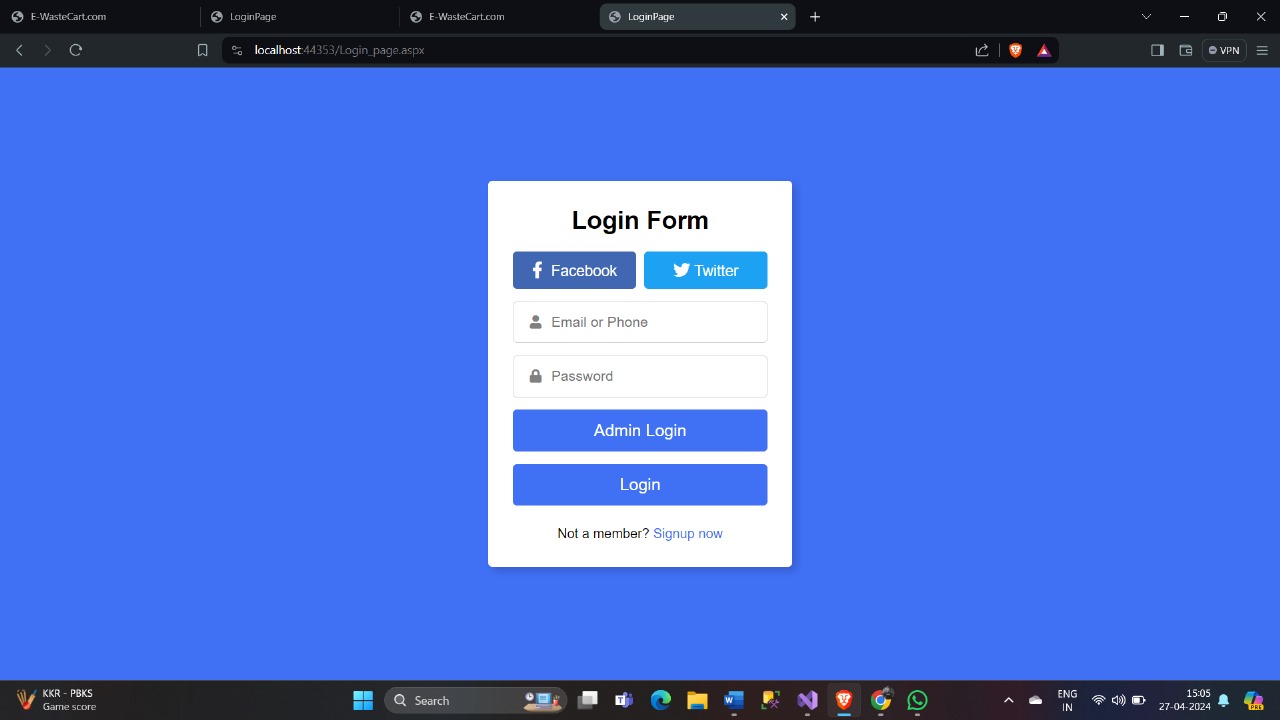 E-WasteCart.com
LoginPage
E-WasteCart.com
LoginPage
localhost:44353/Login_page.aspx
VPN
Login Form
Facebook
Twitter
Email or Phone
Password
Admin Login
Login
Not a member? Signup now
KKR - PBKS
Game score
Search
ENG
IN
15:05
27-04-2024
PRE